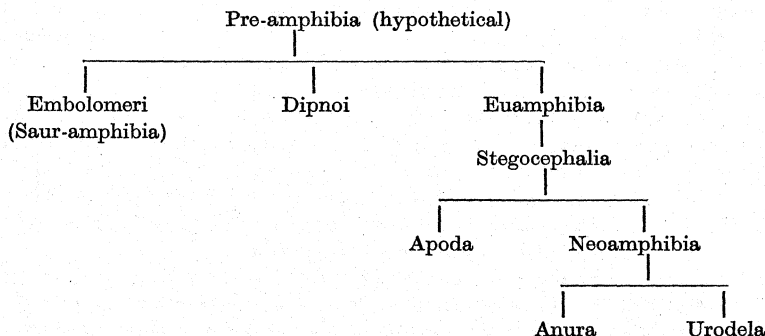 Pre-amphibia (hypothetical)
Embolomeri Dipnoi Euamphibia
(Saur-amphibia)
Stegocephalia
Apoda Neoamphibia
Anura Urodela